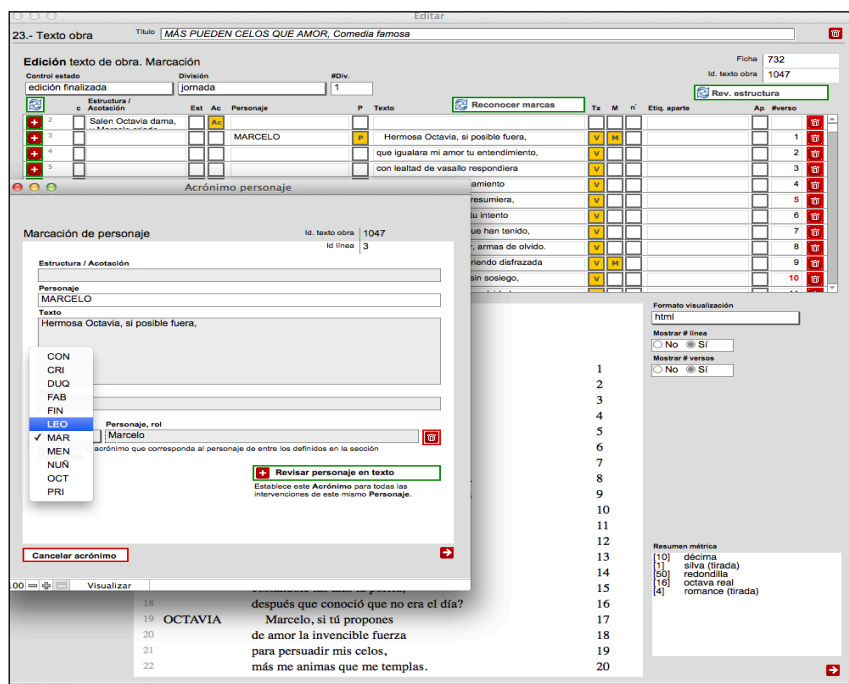 Editar
23.- Texto obra
Título MÁS PUEDEN CELOS QUE AMOR, Comedia famosa
Edición texto de obra. Marcación
Ficha 732
Id. texto obra 1047
Control estado División #Div.
edición finalizada jornada 1
Rev. estructura
c Estructura / Acotación Est Ac Personaje P Texto Reconocer marcas Tx M n˚ Etiq. aparte Ap #verso
2 Salen Octavia dama, Ac
3 MARCELO P Hermosa Octavia, si posible fuera, V M 1
4 que igualara mi amor tu entendimiento, V 2
5 con lealtad de vasallo respondiera V 3
amiento V 4
resumiera, V 5
tu intento V 6
ue han tenido, V 7
, armas de olvido. V 8
riendo disfrazada V M 9
sin sosiego, V 10
Acrónimo personaje
Marcación de personaje
Id. texto obra 1047
Id línea 3
Estructura / Acotación
Personaje
MARCELO
Texto
Hermosa Octavia, si posible fuera,
CON
CRI
DUQ
FAB
FIN
LEO
✓ MAR
MEN
NUÑ
OCT
PRI
Personaje, rol
Marcelo
acrónimo que corresponda al personaje de entre los definidos en la sección
Revisar personaje en texto
Establece este Acrónimo para todas las
intervenciones de este mismo Personaje.
Cancelar acrónimo
00 Visualizar
Formato visualización
html
Mostrar # línea
No Sí
Mostrar # versos
No Sí
1
2
3
4
5
6
7
8
9
10
11
12
13
14
15
18 después que conoció que no era el día? 16
19 OCTAVIA Marcelo, si tú propones 17
20 de amor la invencible fuerza 18
21 para persuadir mis celos, 19
22 más me animas que me templas. 20
Resumen métrica
[10] décima
[1] silva (tirada)
[50] redondilla
[16] octava real
[4] romance (tirada)